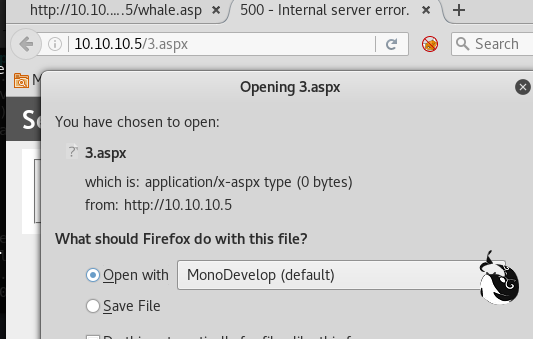 http://10.10.....5/whale.asp
500 - Internal server error.
10.10.10.5/3.aspx
Search
Opening 3.aspx
You have chosen to open:
3.aspx
which is: application/x-aspx type (0 bytes)
from: http://10.10.10.5
What should Firefox do with this file?
Open with MonoDevelop (default)
Save File